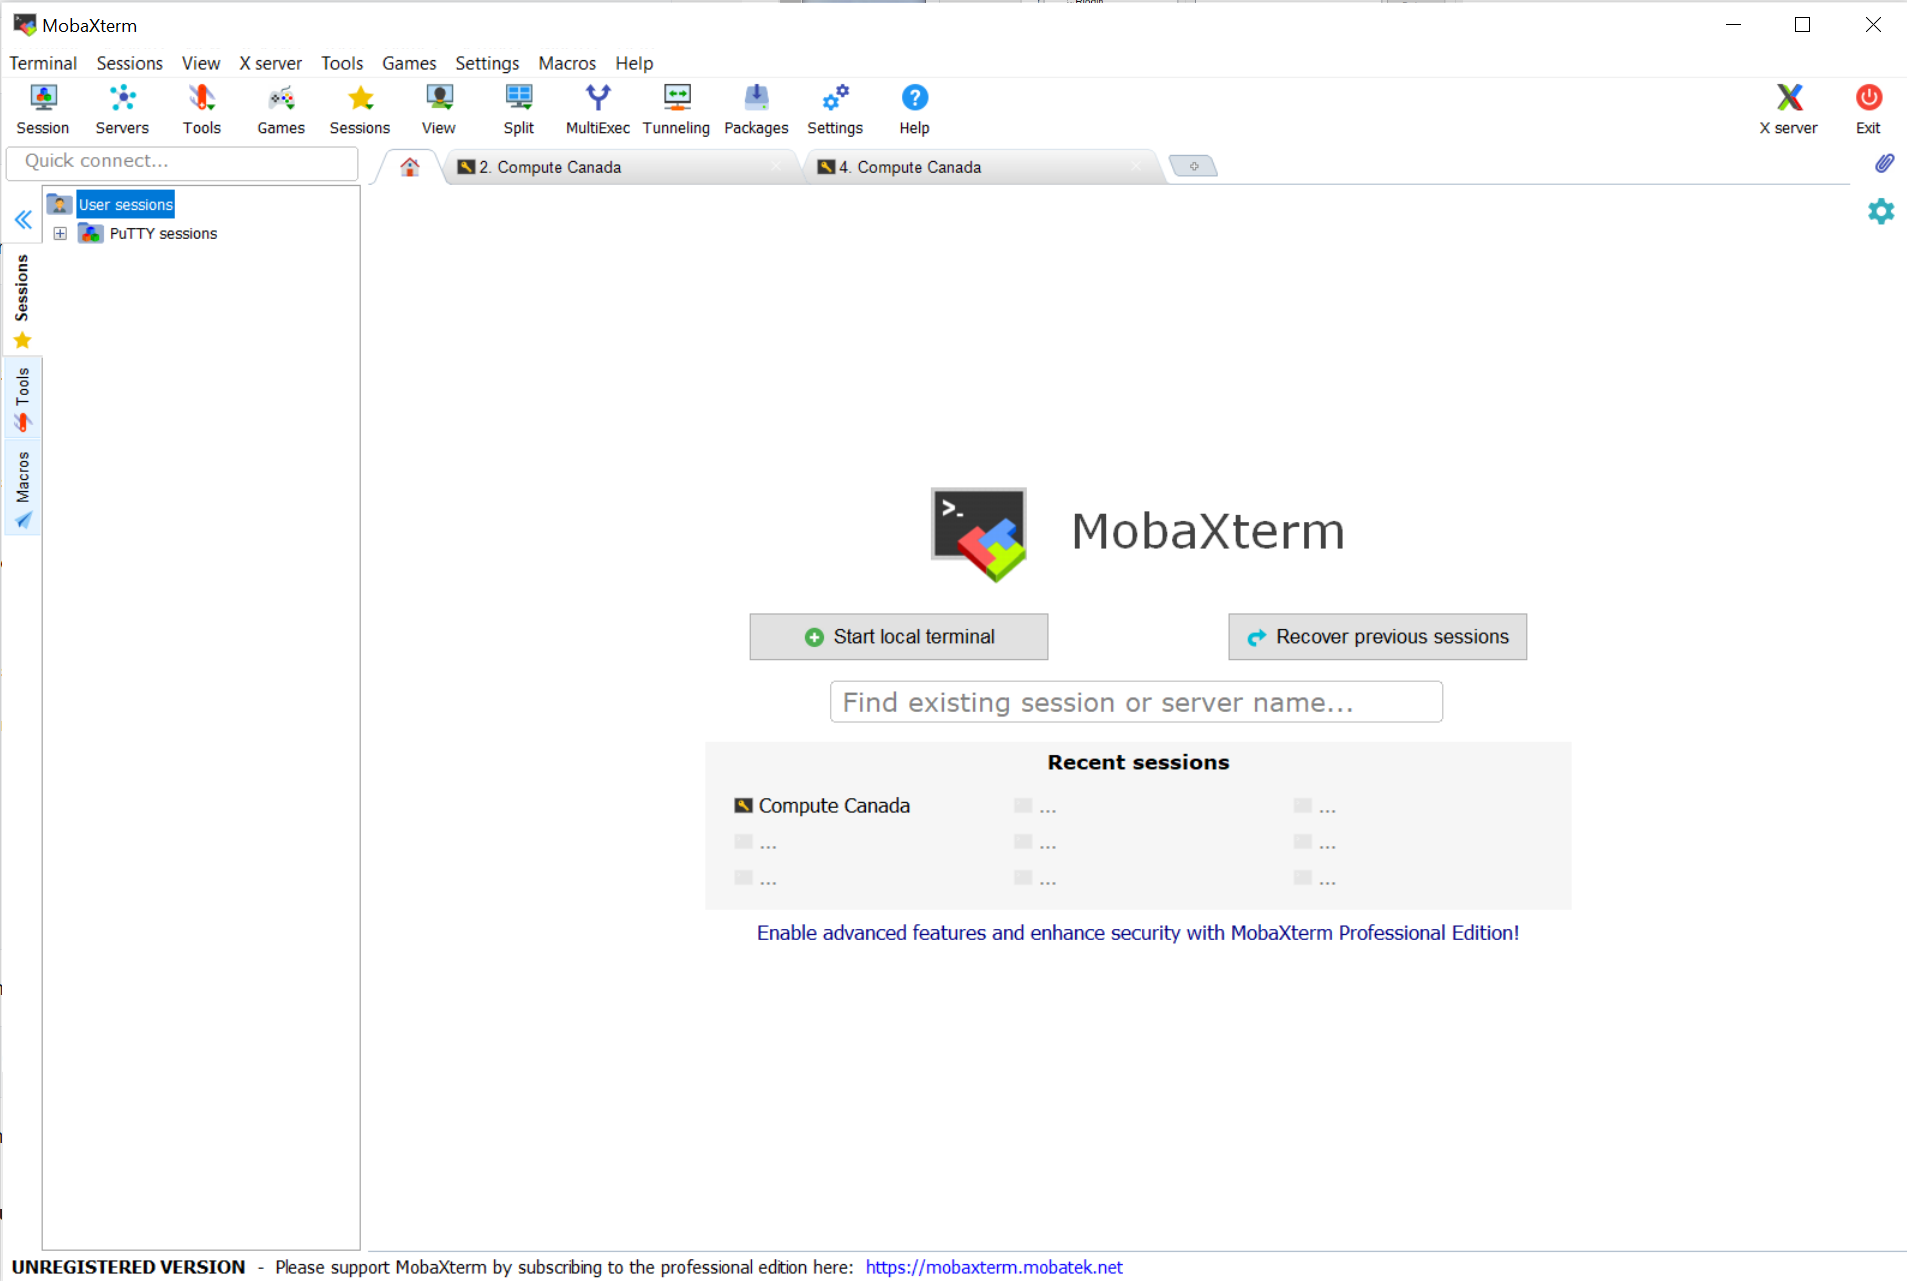 MobaXterm
Terminal Sessions View X server Tools Games Settings Macros Help
Session Servers Tools Games Sessions View Split MultiExec Tunneling Packages Settings Help X server Exit
Quick connect...
2. Compute Canada
4. Compute Canada
User sessions
PuTTY sessions
Sessions
Tools
Macros
>_
MobaXterm
Start local terminal
Recover previous sessions
Find existing session or server name...
Recent sessions
Compute Canada ... ...
... ... ...
... ... ...
Enable advanced features and enhance security with MobaXterm Professional Edition!
UNREGISTERED VERSION - Please support MobaXterm by subscribing to the professional edition here: https://mobaxterm.mobatek.net